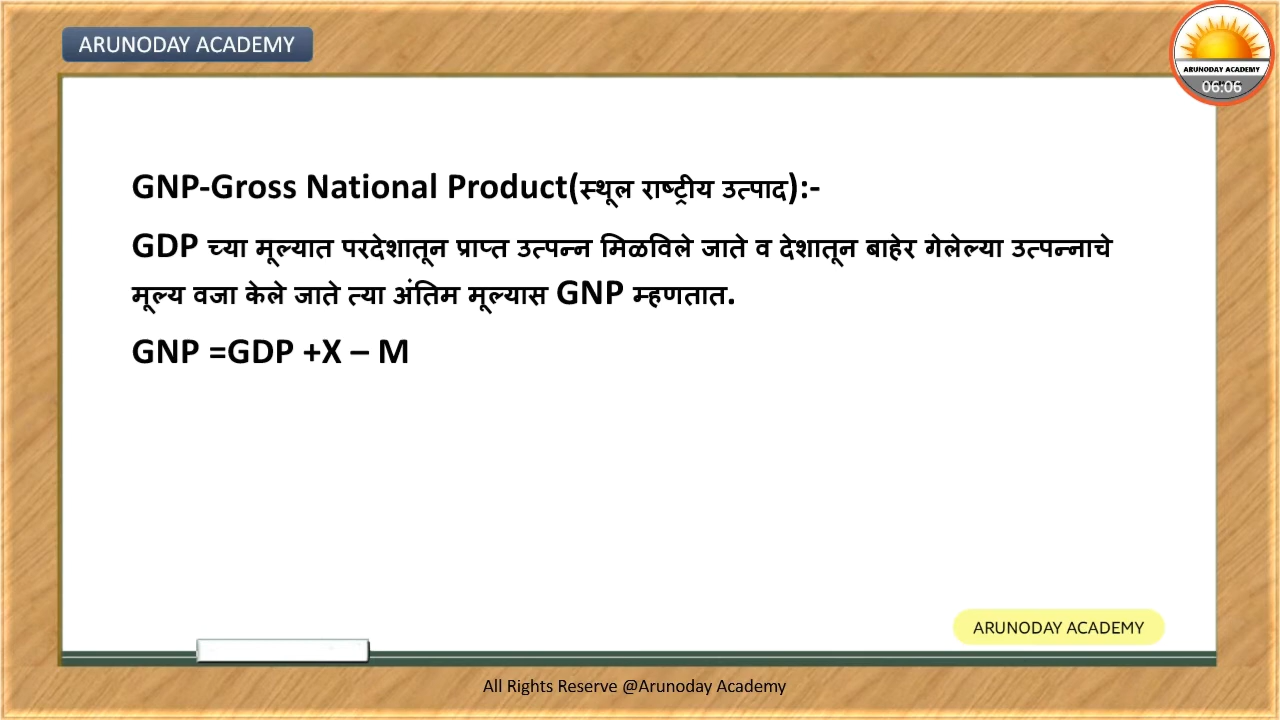 ARUNODAY ACADEMY
ARUNODAY ACADEMY
06:06
GNP-Gross National Product(स्थूल राष्ट्रीय उत्पाद):-
GDP च्या मूल्यात परदेशातून प्राप्त उत्पन्न मिळविले जाते व देशातून बाहेर गेलेल्या उत्पन्नाचे
मूल्य वजा केले जाते त्या अंतिम मूल्यास GNP म्हणतात.
GNP =GDP +X – M
ARUNODAY ACADEMY
All Rights Reserve @Arunoday Academy